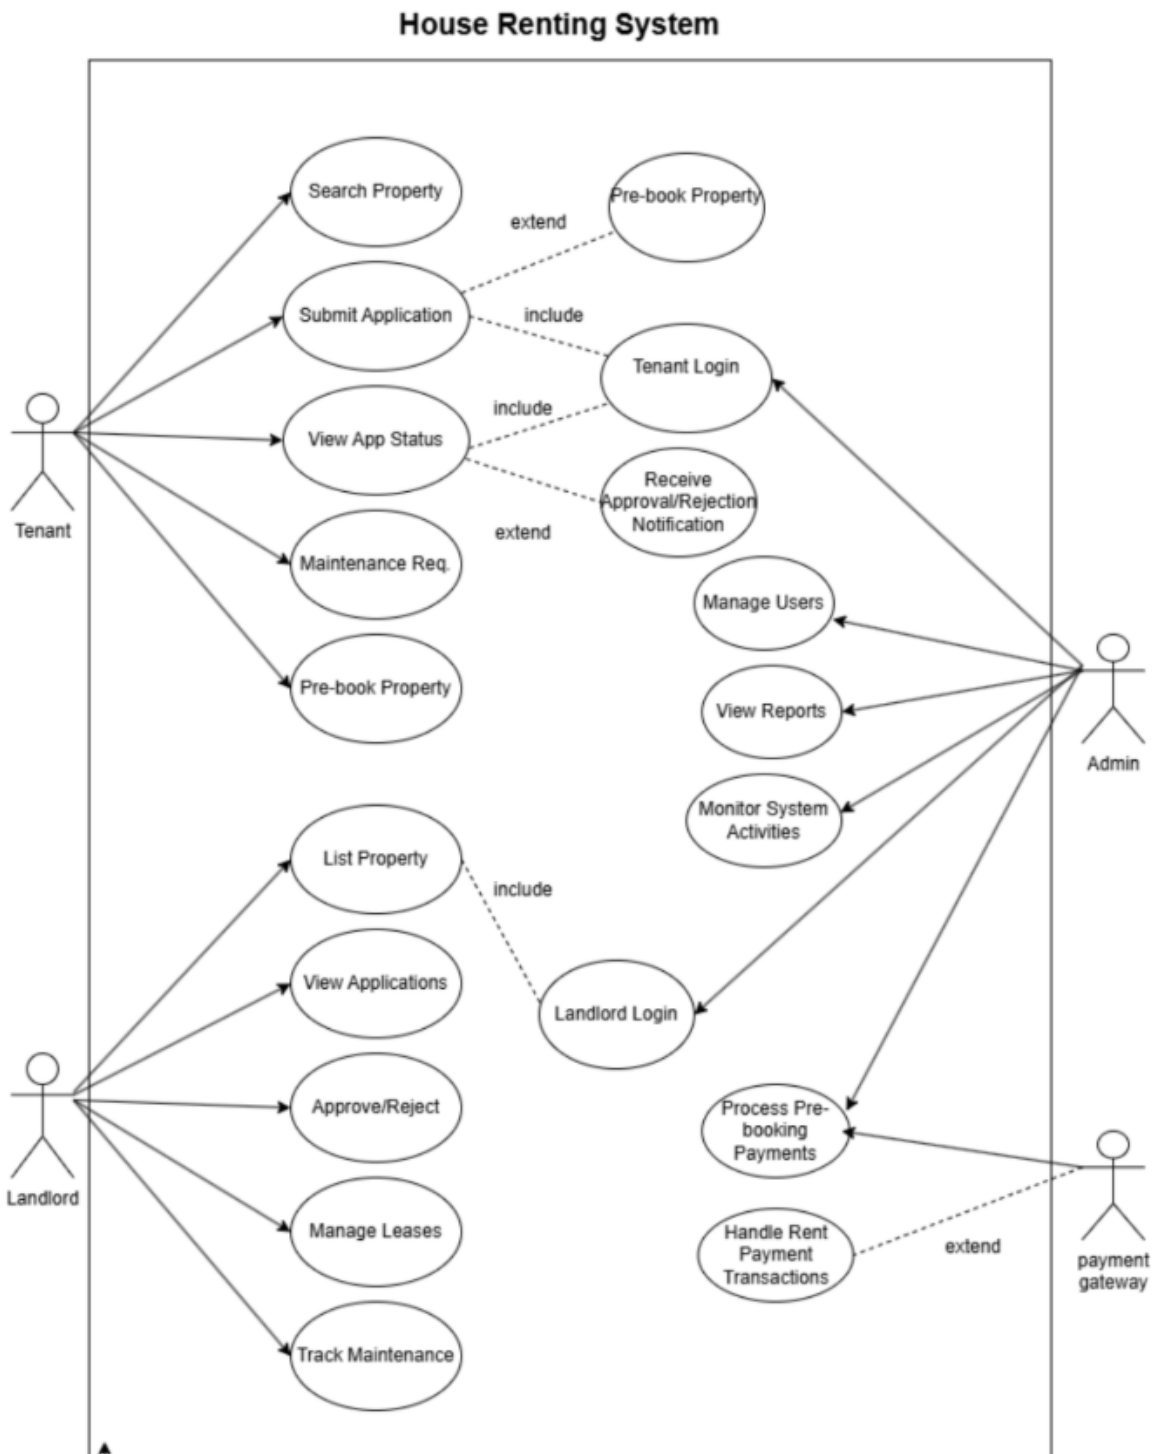 House Renting System
Search Property
Pre-book Property
extend
Submit Application
include
Tenant Login
include
View App Status
Receive
Approval/Rejection
Notification
extend
Tenant
Maintenance Req.
Manage Users
Pre-book Property
View Reports
Admin
Monitor System
Activities
List Property
include
View Applications
Landlord Login
Approve/Reject
Process Pre-
booking
Payments
Landlord
Manage Leases
Handle Rent
Payment
Transactions
extend
payment
gateway
Track Maintenance